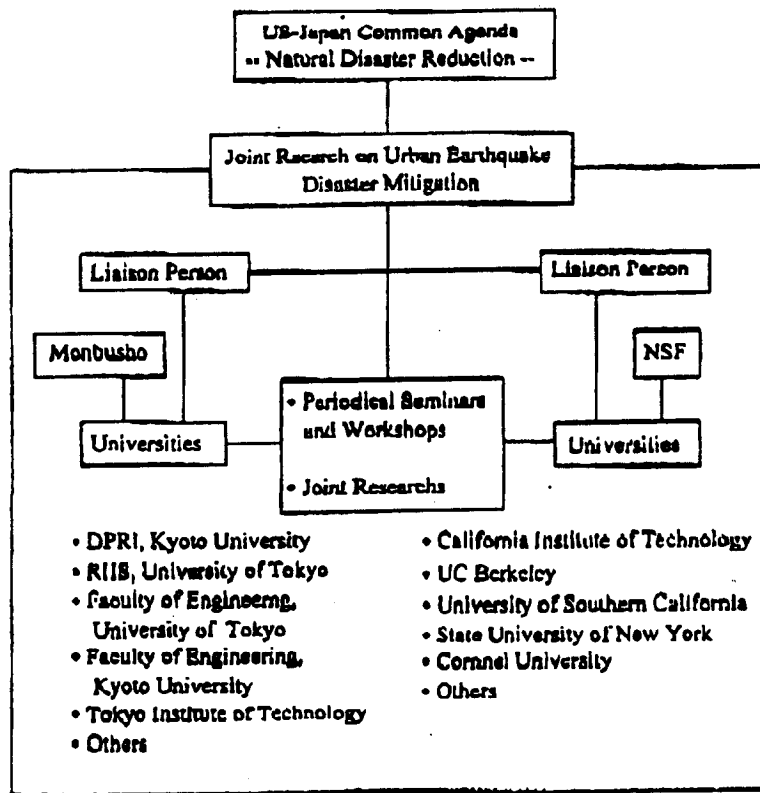 US-Japan Common Agenda
-- Natural Disaster Reduction --
Joint Rcearch on Urban Earthquake
Disaster Mitigation
Liaison Person
Liaison Person
Monbusho
NSF
• Periodical Seminars
and Workshops
• Joint Researchs
Universities
Universities
• DPRI, Kyoto University
• RIIS, University of Tokyo
• Faculty of Engineemg,
University of Tokyo
• Faculty of Engineering,
Kyoto University
• Tokyo Institute of Technology
• Others
• California Institute of Technology
• UC Berkeley
• University of Southern California
• State University of New York
• Cornnel University
• Others